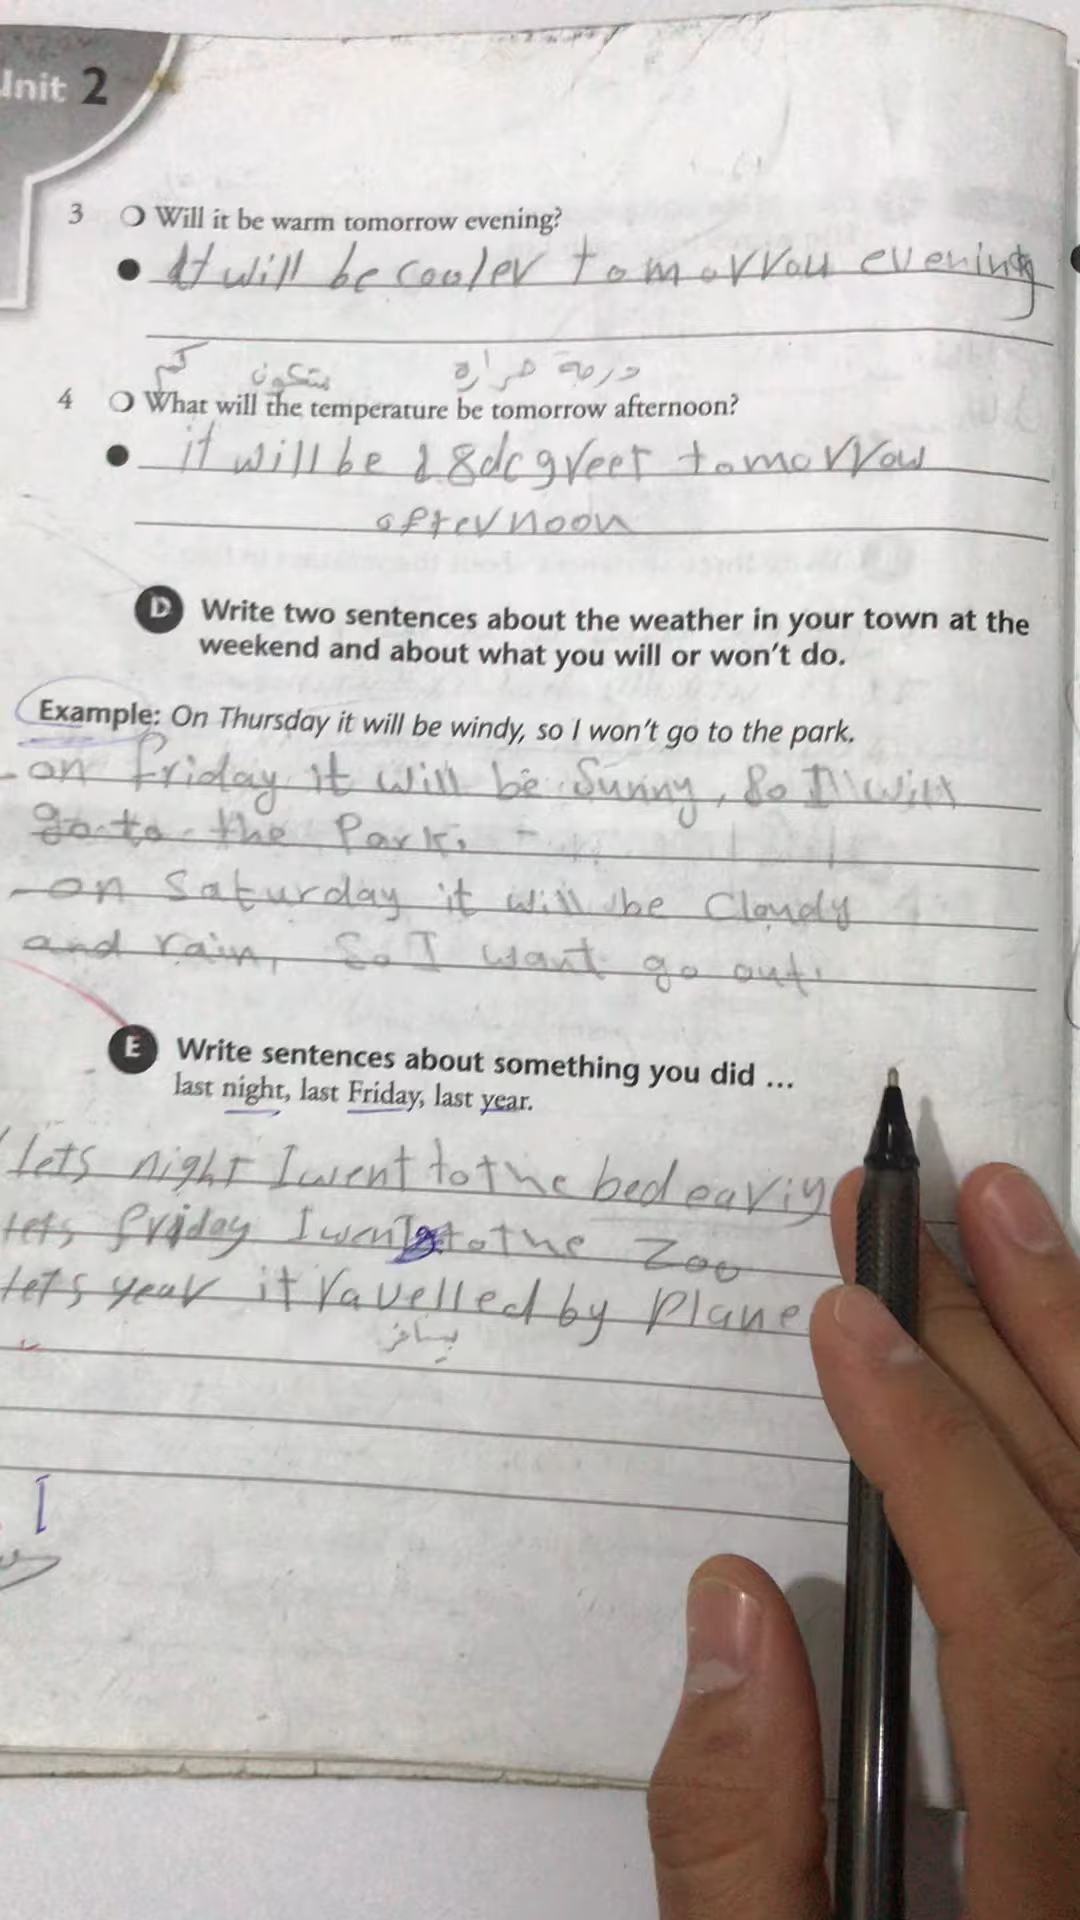 Unit 2
3 Will it be warm tomorrow evening?
It will be cooler tomorrow evening
كم ستكون درجة حراره
4 What will the temperature be tomorrow afternoon?
it will be 28 degreet tomorrow
afternoon
D Write two sentences about the weather in your town at the
weekend and about what you will or won't do.
Example: On Thursday it will be windy, so I won't go to the park.
- on friday it will be Sunny, So I will
go to the Park.
- on Saturday it will be Cloudy
and rain, So I want go out.
E Write sentences about something you did ...
last night, last Friday, last year.
lets night I went to the bed eariy
lets friday I went to the Zoo
lets year it ravelled by Plane
يسافر
I